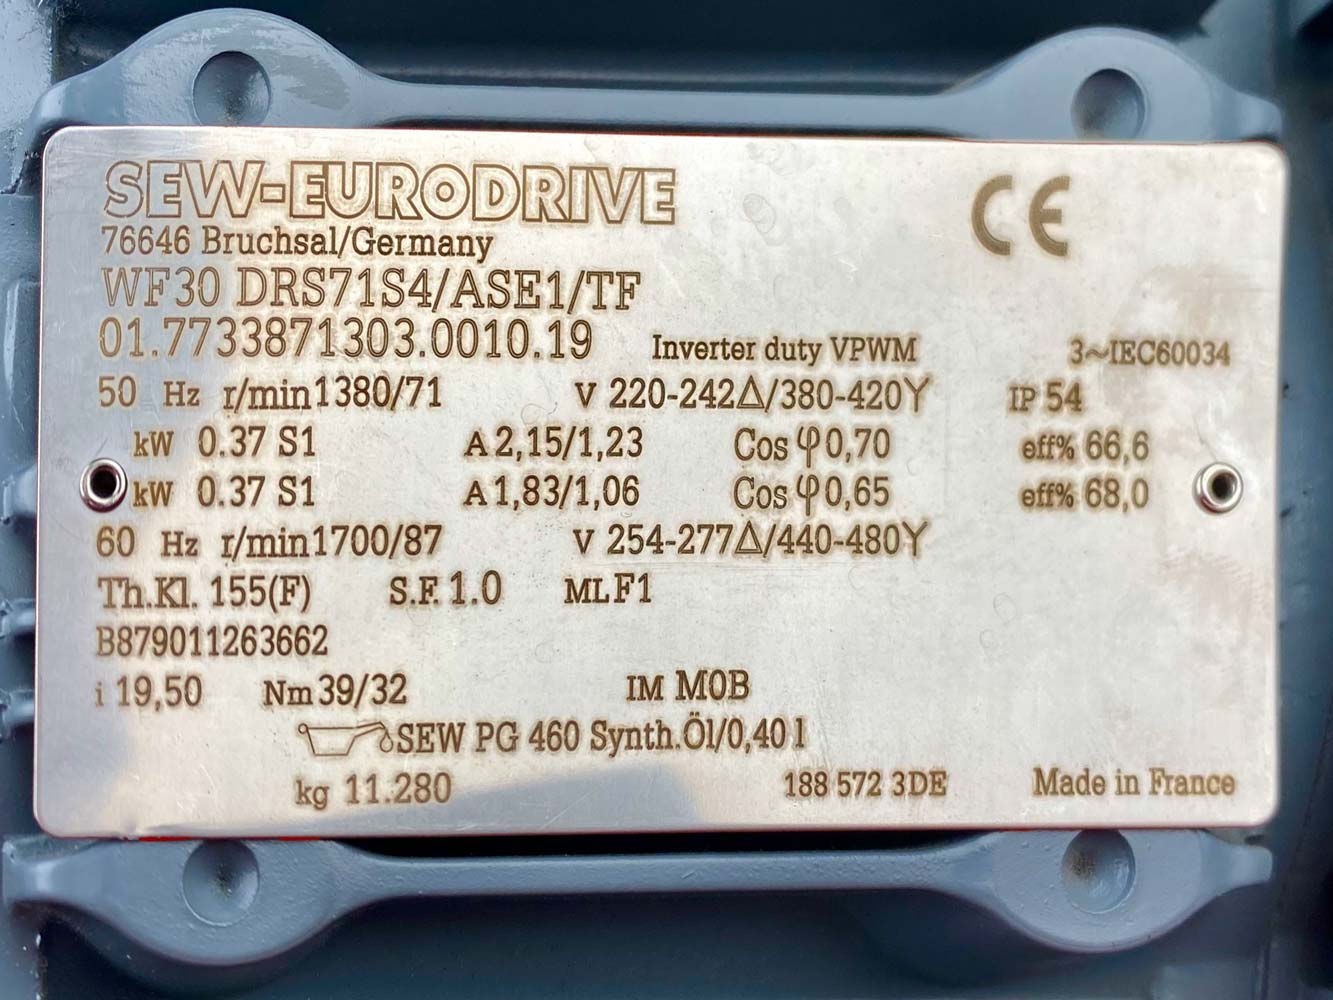 SEW-EURODRIVE CE
76646 Bruchsal/Germany
WF30 DRS71S4/ASE1/TF
01.7733871303.0010.19 Inverter duty VPWM 3~IEC60034
50 Hz r/min 1380/71 V 220-242Δ/380-420Y IP 54
kW 0.37 S1 A 2,15/1,23 Cos φ 0,70 eff% 66,6
kW 0.37 S1 A 1,83/1,06 Cos φ 0,65 eff% 68,0
60 Hz r/min 1700/87 V 254-277Δ/440-480Y
Th.Kl. 155(F) S.F. 1.0 ML F1
B879011263662
i 19,50 Nm 39/32 IM M0B
SEW PG 460 Synth.Öl/0,40 l
kg 11.280 188 572 3DE Made in France